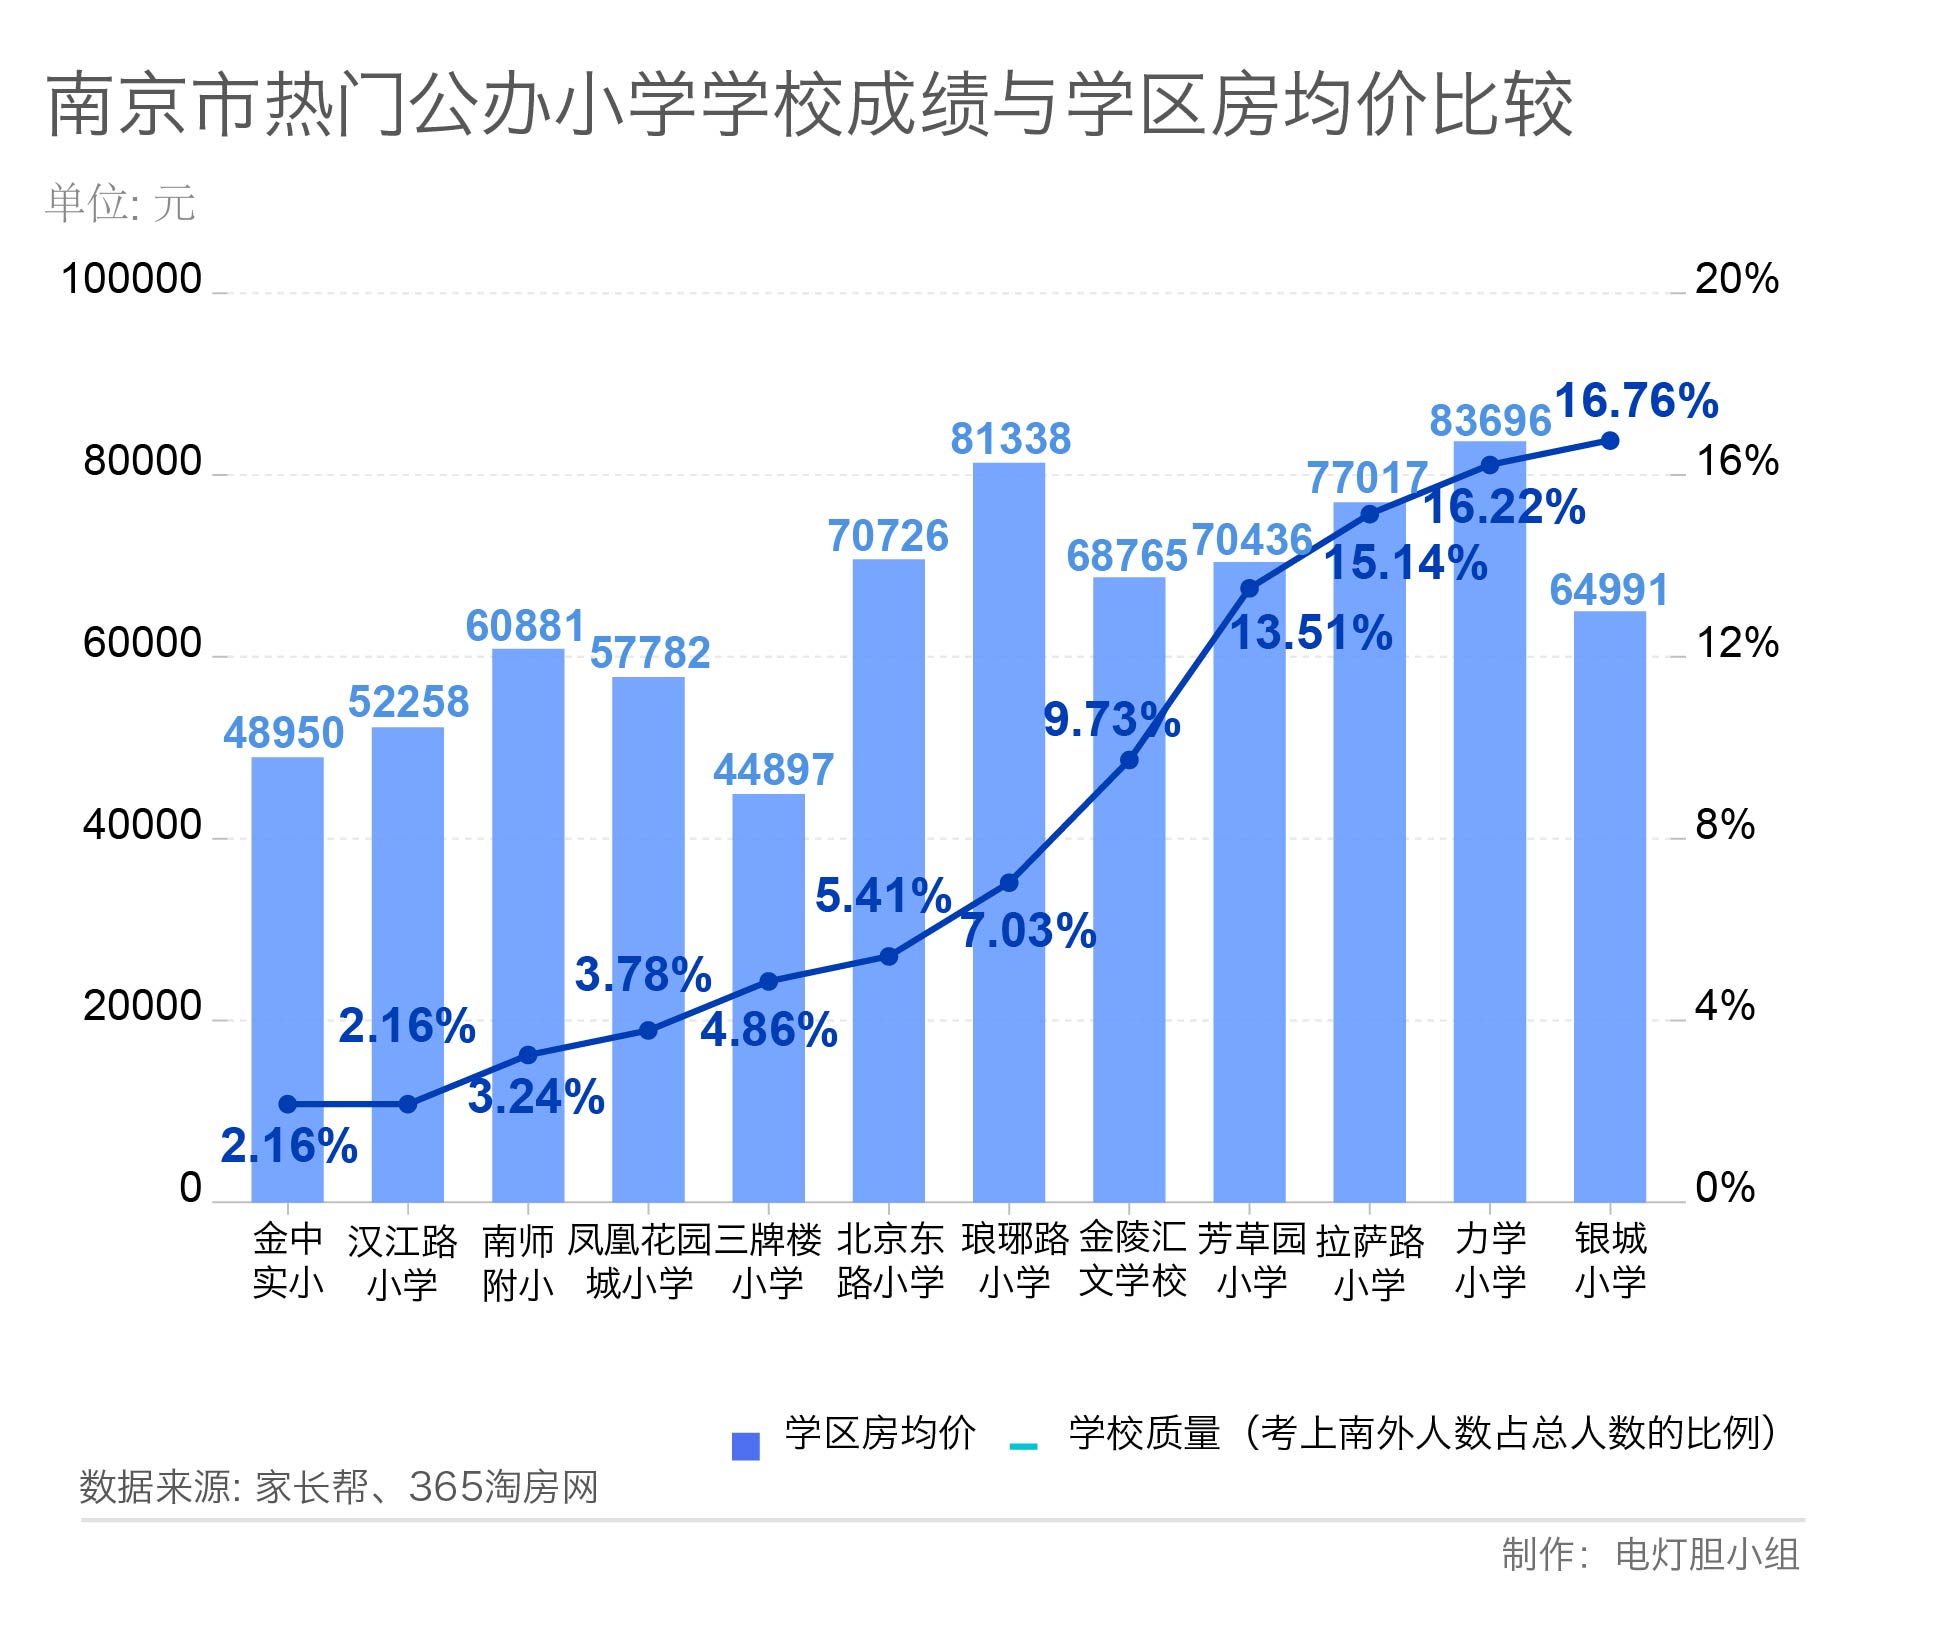 南京市热门公办小学学校成绩与学区房均价比较
单位: 元
100000
80000
60000
40000
20000
0
20%
16%
12%
8%
4%
0%
48950
52258
60881
57782
44897
70726
81338
68765
70436
77017
83696
64991
2.16%
2.16%
3.24%
3.78%
4.86%
5.41%
7.03%
9.73%
13.51%
15.14%
16.22%
16.76%
金中
实小
汉江路
小学
南师
附小
凤凰花园
城小学
三牌楼
小学
北京东
路小学
琅琊路
小学
金陵汇
文学校
芳草园
小学
拉萨路
小学
力学
小学
银城
小学
学区房均价
学校质量（考上南外人数占总人数的比例）
数据来源: 家长帮、365淘房网
制作：电灯胆小组